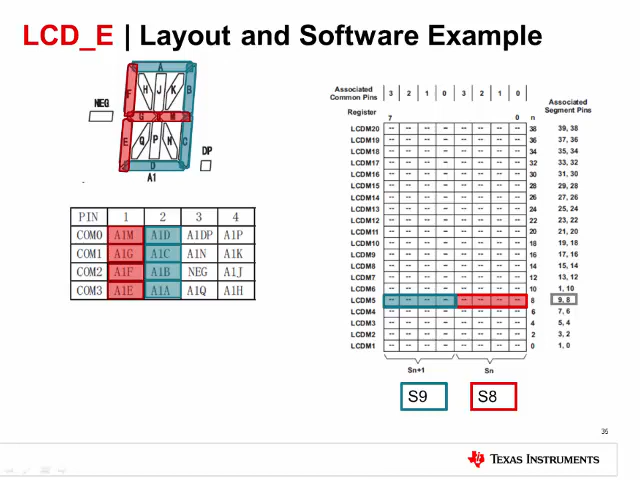 LCD_E | Layout and Software Example
A
F H J K B
NEG
G M
E Q P N C
DP
D
A1
PIN 1 2 3 4
COM0 A1M A1D A1DP A1P
COM1 A1G A1C A1N A1K
COM2 A1F A1B NEG A1J
COM3 A1E A1A A1Q A1H
Associated Common Pins 3 2 1 0 3 2 1 0 Associated Segment Pins
Register 7 0 n
LCDM20 -- -- -- -- -- -- -- -- 38 39, 38
LCDM19 -- -- -- -- -- -- -- -- 36 37, 36
LCDM18 -- -- -- -- -- -- -- -- 34 35, 34
LCDM17 -- -- -- -- -- -- -- -- 32 33, 32
LCDM16 -- -- -- -- -- -- -- -- 30 31, 30
LCDM15 -- -- -- -- -- -- -- -- 28 29, 28
LCDM14 -- -- -- -- -- -- -- -- 26 27, 26
LCDM13 -- -- -- -- -- -- -- -- 24 25, 24
LCDM12 -- -- -- -- -- -- -- -- 22 23, 22
LCDM11 -- -- -- -- -- -- -- -- 20 21, 20
LCDM10 -- -- -- -- -- -- -- -- 18 19, 18
LCDM9 -- -- -- -- -- -- -- -- 16 17, 16
LCDM8 -- -- -- -- -- -- -- -- 14 15, 14
LCDM7 -- -- -- -- -- -- -- -- 12 13, 12
LCDM6 -- -- -- -- -- -- -- -- 10 1, 10
LCDM5 -- -- -- -- -- -- -- -- 8 9, 8
LCDM4 -- -- -- -- -- -- -- -- 6 7, 6
LCDM3 -- -- -- -- -- -- -- -- 4 5, 4
LCDM2 -- -- -- -- -- -- -- -- 2 3, 2
LCDM1 -- -- -- -- -- -- -- -- 0 1, 0
Sn+1 Sn
S9 S8
36
TEXAS INSTRUMENTS